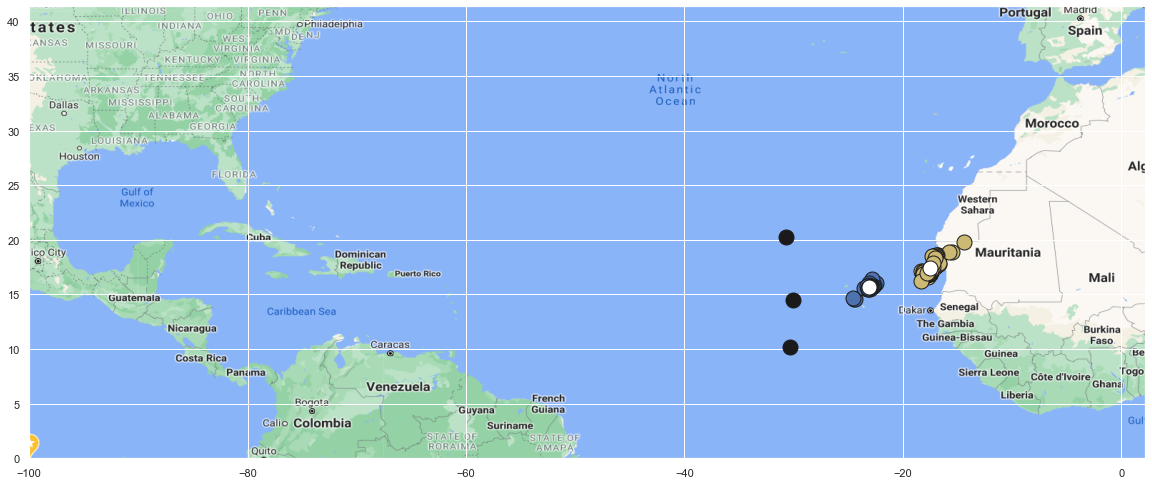 40
35
30
25
20
15
10
5
0
−100
−80
−60
−40
−20
0
tates
ILLINOIS
OHIO
PENN
INDIANA
Philadelphia
MD
DE
NJ
KANSAS
MISSOURI
WEST
VIRGINIA
KENTUCKY
VIRGINIA
OKLAHOMA
TENNESSEE
NORTH
CAROLINA
ARKANSAS
MISSISSIPPI
SOUTH
CAROLINA
Dallas
ALABAMA
GEORGIA
EXAS
LOUISIANA
Houston
FLORIDA
Gulf of
Mexico
North
Atlantic
Ocean
Portugal
Madrid
Spain
Morocco
Alg
Western
Sahara
Mauritania
Mali
Cuba
ico City
Dominican
Republic
Puerto Rico
Guatemala
Caribbean Sea
Nicaragua
Dakar
Senegal
The Gambia
Guinea-Bissau
Burkina
Faso
Guinea
Be
Sierra Leone
Côte d'Ivoire
Togo
Ghana
Liberia
Gulf
Costa Rica
Panama
Caracas
Venezuela
Bogota
Cali
Colombia
Guyana
French
Guiana
Suriname
STATE OF
RORAIMA
STATE OF
AMAPA
Quito